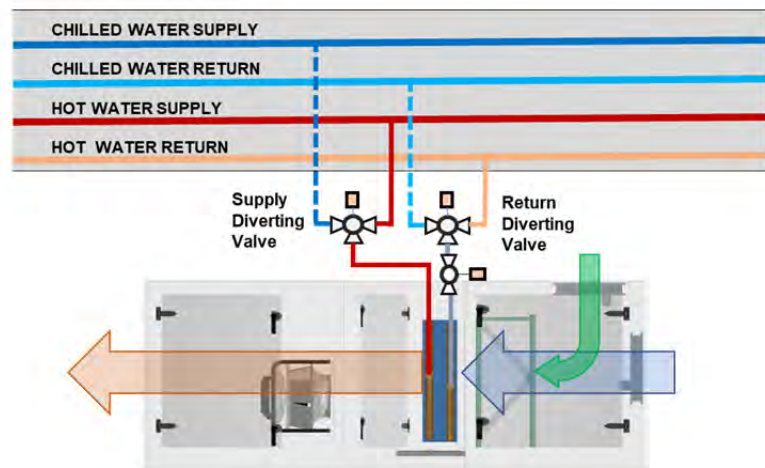 CHILLED WATER SUPPLY
CHILLED WATER RETURN
HOT WATER SUPPLY
HOT WATER RETURN
Supply
Diverting
Valve
Return
Diverting
Valve